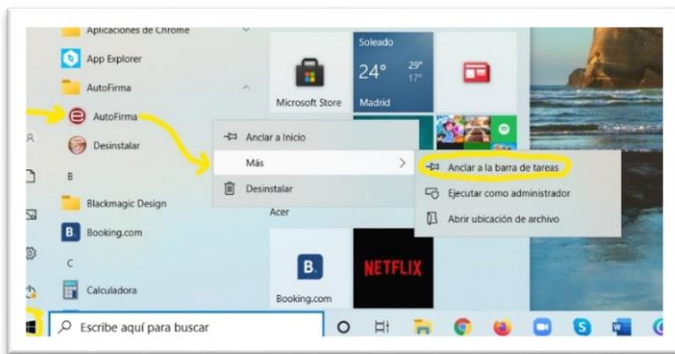 Aplicaciones de Chrome
App Explorer
AutoFirma
AutoFirma
Desinstalar
B
Blackmagic Design
B. Booking.com
C
Calculadora
Escribe aquí para buscar
Microsoft Store
Soleado
24° 29°
17°
Madrid
Anclar a Inicio
Más
Desinstalar
Anclar a la barra de tareas
Ejecutar como administrador
Abrir ubicación de archivo
Acer
B.
Booking.com
NETFLIX